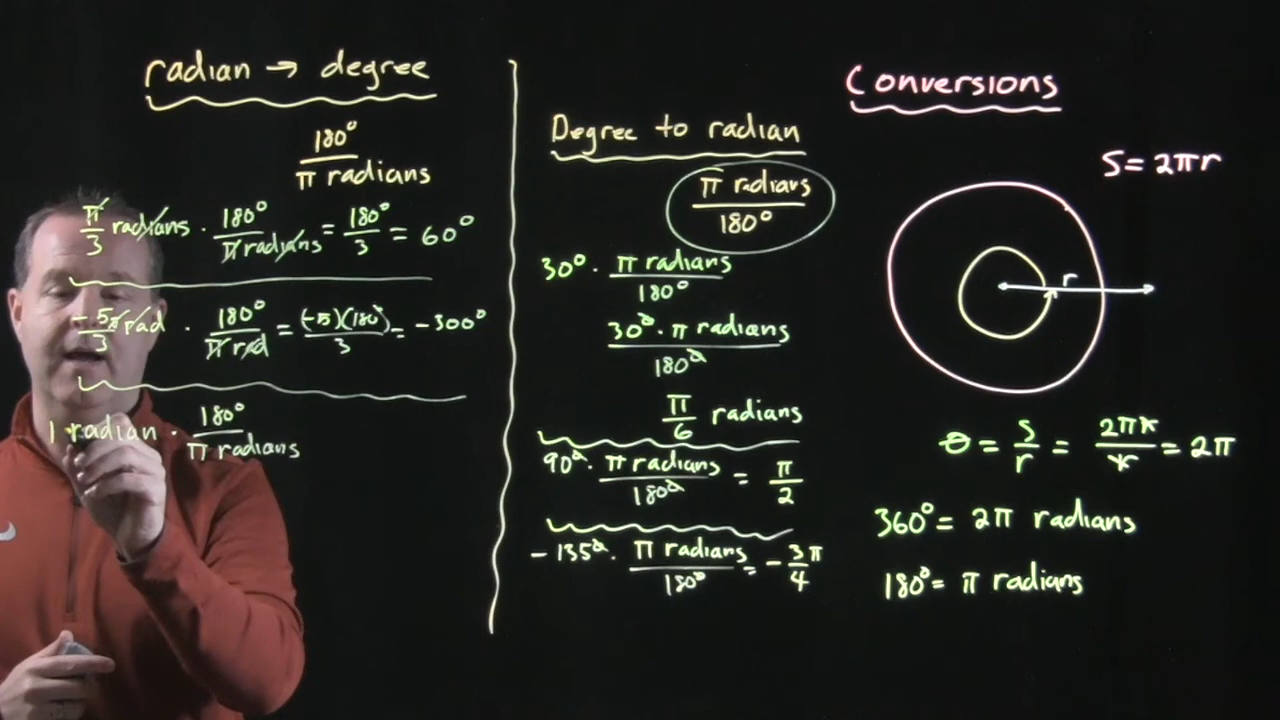 radian → degree
180°/π radians
π/3 radians · 180°/π radians = 180°/3 = 60°
-5π/3 rad · 180°/π rad = (-5)(180)/3 = -300°
1 radian · 180°/π radians
Degree to radian
π radians/180°
30° · π radians/180°
30° · π radians/180°
π/6 radians
90° · π radians/180° = π/2
-135° · π radians/180° = -3π/4
Conversions
S = 2πr
r
θ = S/r = 2πr/r = 2π
360° = 2π radians
180° = π radians